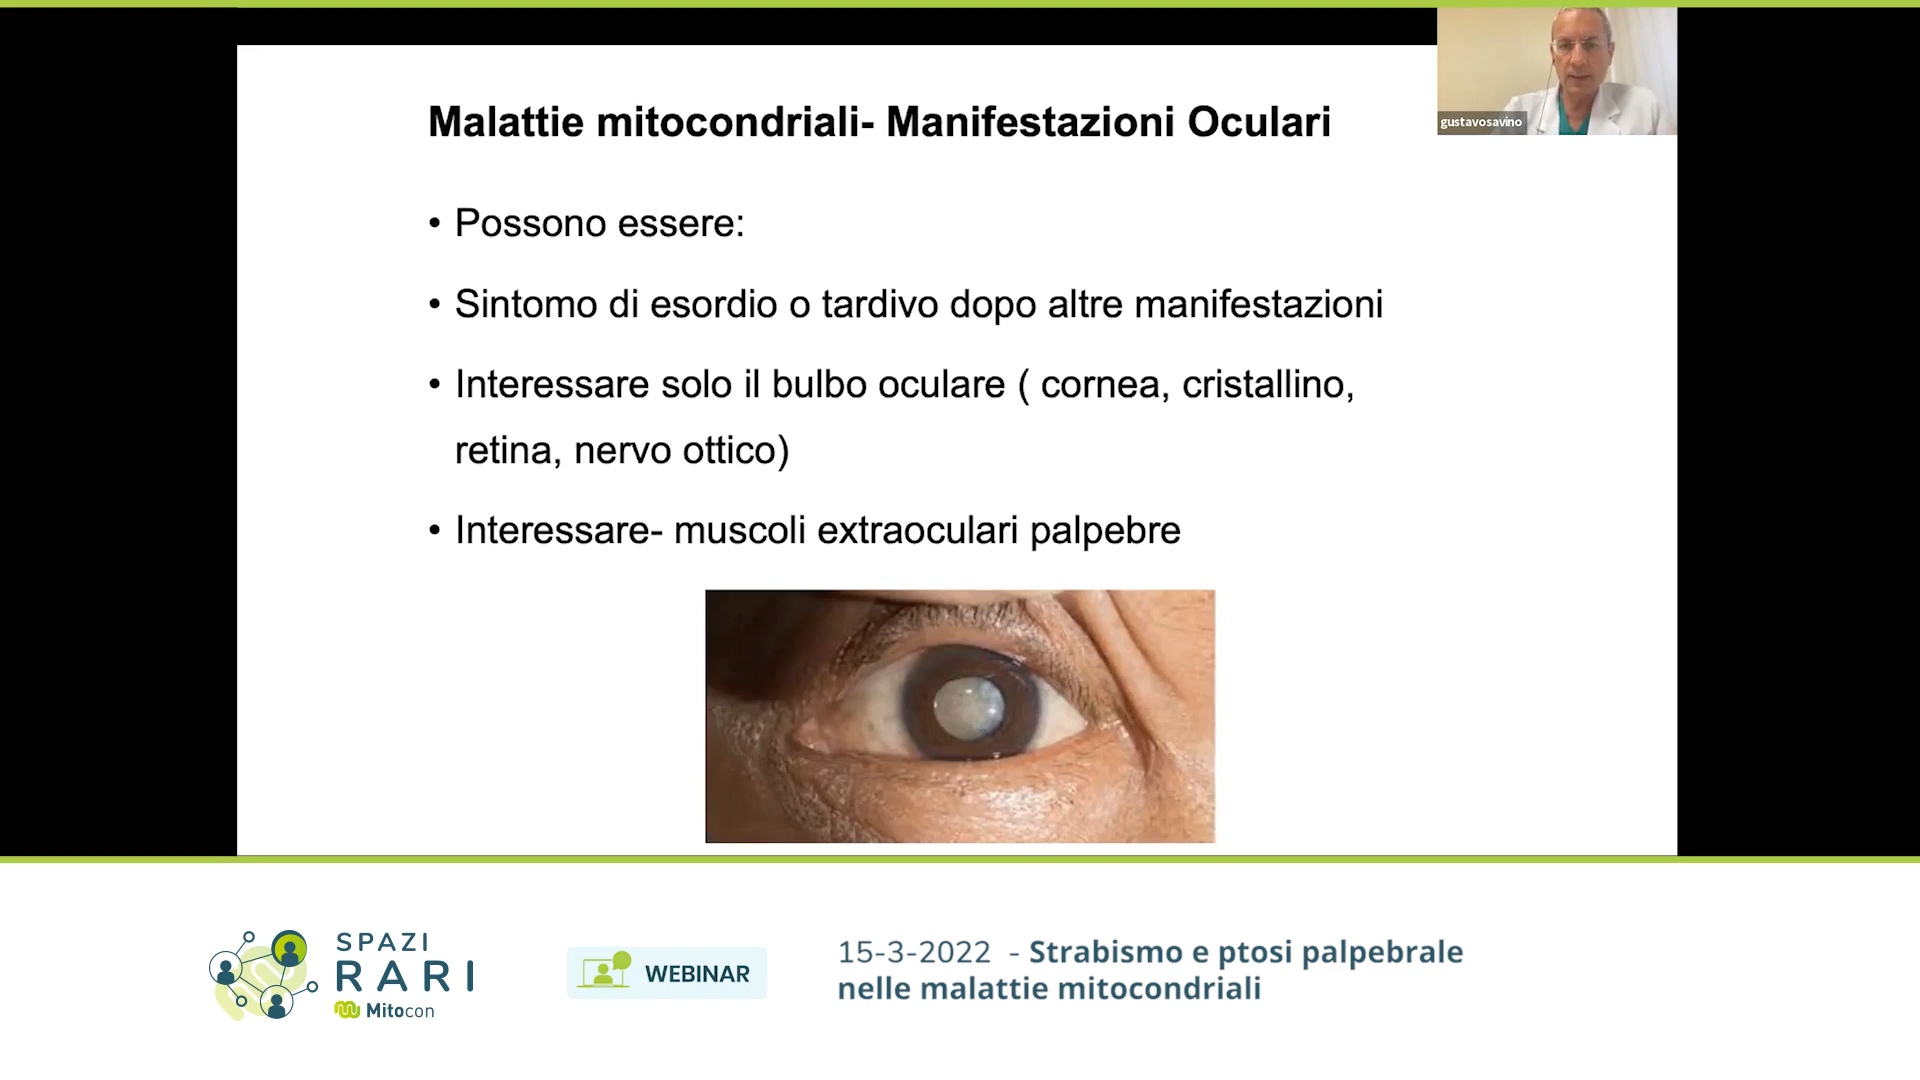 gustavosavino
Malattie mitocondriali- Manifestazioni Oculari
• Possono essere:
• Sintomo di esordio o tardivo dopo altre manifestazioni
• Interessare solo il bulbo oculare ( cornea, cristallino,
retina, nervo ottico)
• Interessare- muscoli extraoculari palpebre
SPAZI
RARI
Mitocon
WEBINAR
15-3-2022 - Strabismo e ptosi palpebrale
nelle malattie mitocondriali